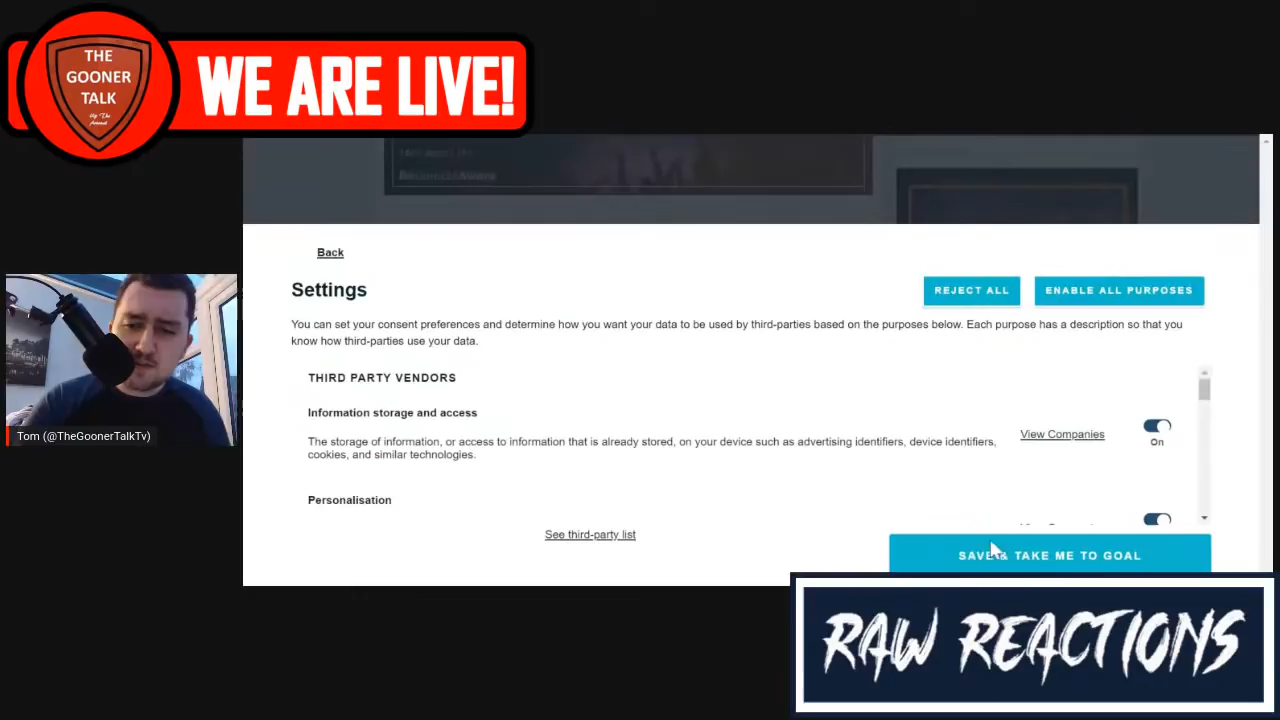 THE
GOONER
TALK
Up The
Arsenal
WE ARE LIVE!
Back
Settings
REJECT ALL
ENABLE ALL PURPOSES
You can set your consent preferences and determine how you want your data to be used by third-parties based on the purposes below. Each purpose has a description so that you
know how third-parties use your data.
THIRD PARTY VENDORS
Information storage and access
The storage of information, or access to information that is already stored, on your device such as advertising identifiers, device identifiers,
cookies, and similar technologies.
View Companies
On
Personalisation
See third-party list
SAVE & TAKE ME TO GOAL
Tom (@TheGoonerTalkTv)
RAW REACTIONS